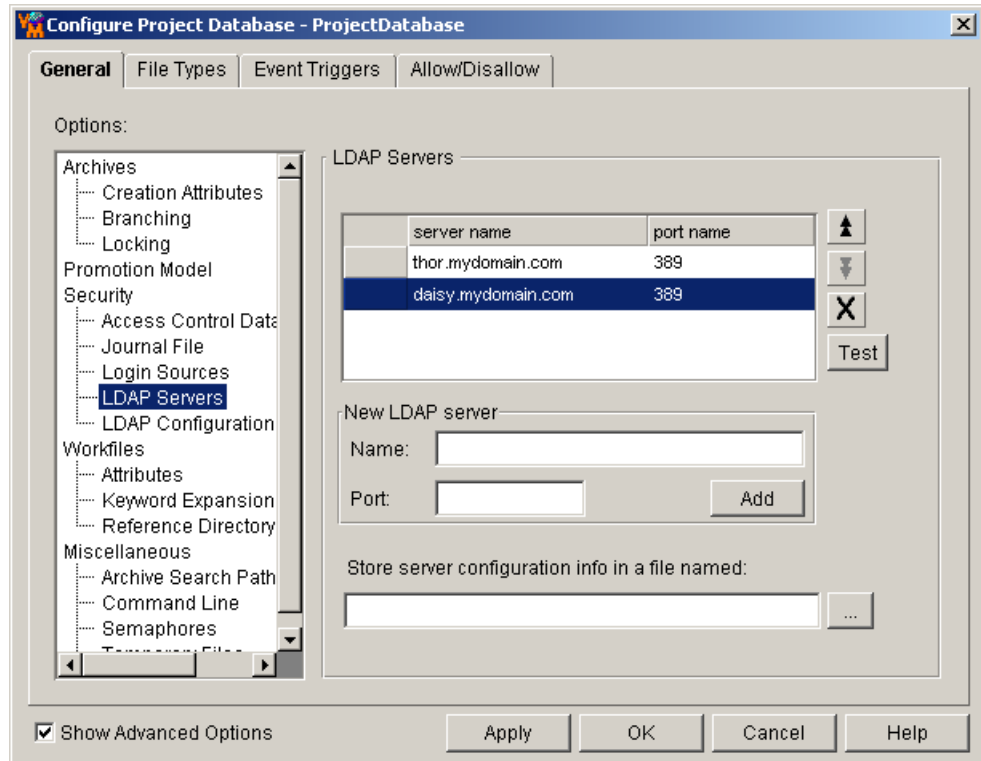 VM Configure Project Database - ProjectDatabase
General File Types Event Triggers Allow/Disallow
Options:
Archives
Creation Attributes
Branching
Locking
Promotion Model
Security
Access Control Data
Journal File
Login Sources
LDAP Servers
LDAP Configuration
Workfiles
Attributes
Keyword Expansion
Reference Directory
Miscellaneous
Archive Search Path
Command Line
Semaphores
Temporary Files
LDAP Servers
server name port name
thor.mydomain.com 389
daisy.mydomain.com 389
Test
New LDAP server
Name:
Port: Add
Store server configuration info in a file named:
...
Show Advanced Options Apply OK Cancel Help